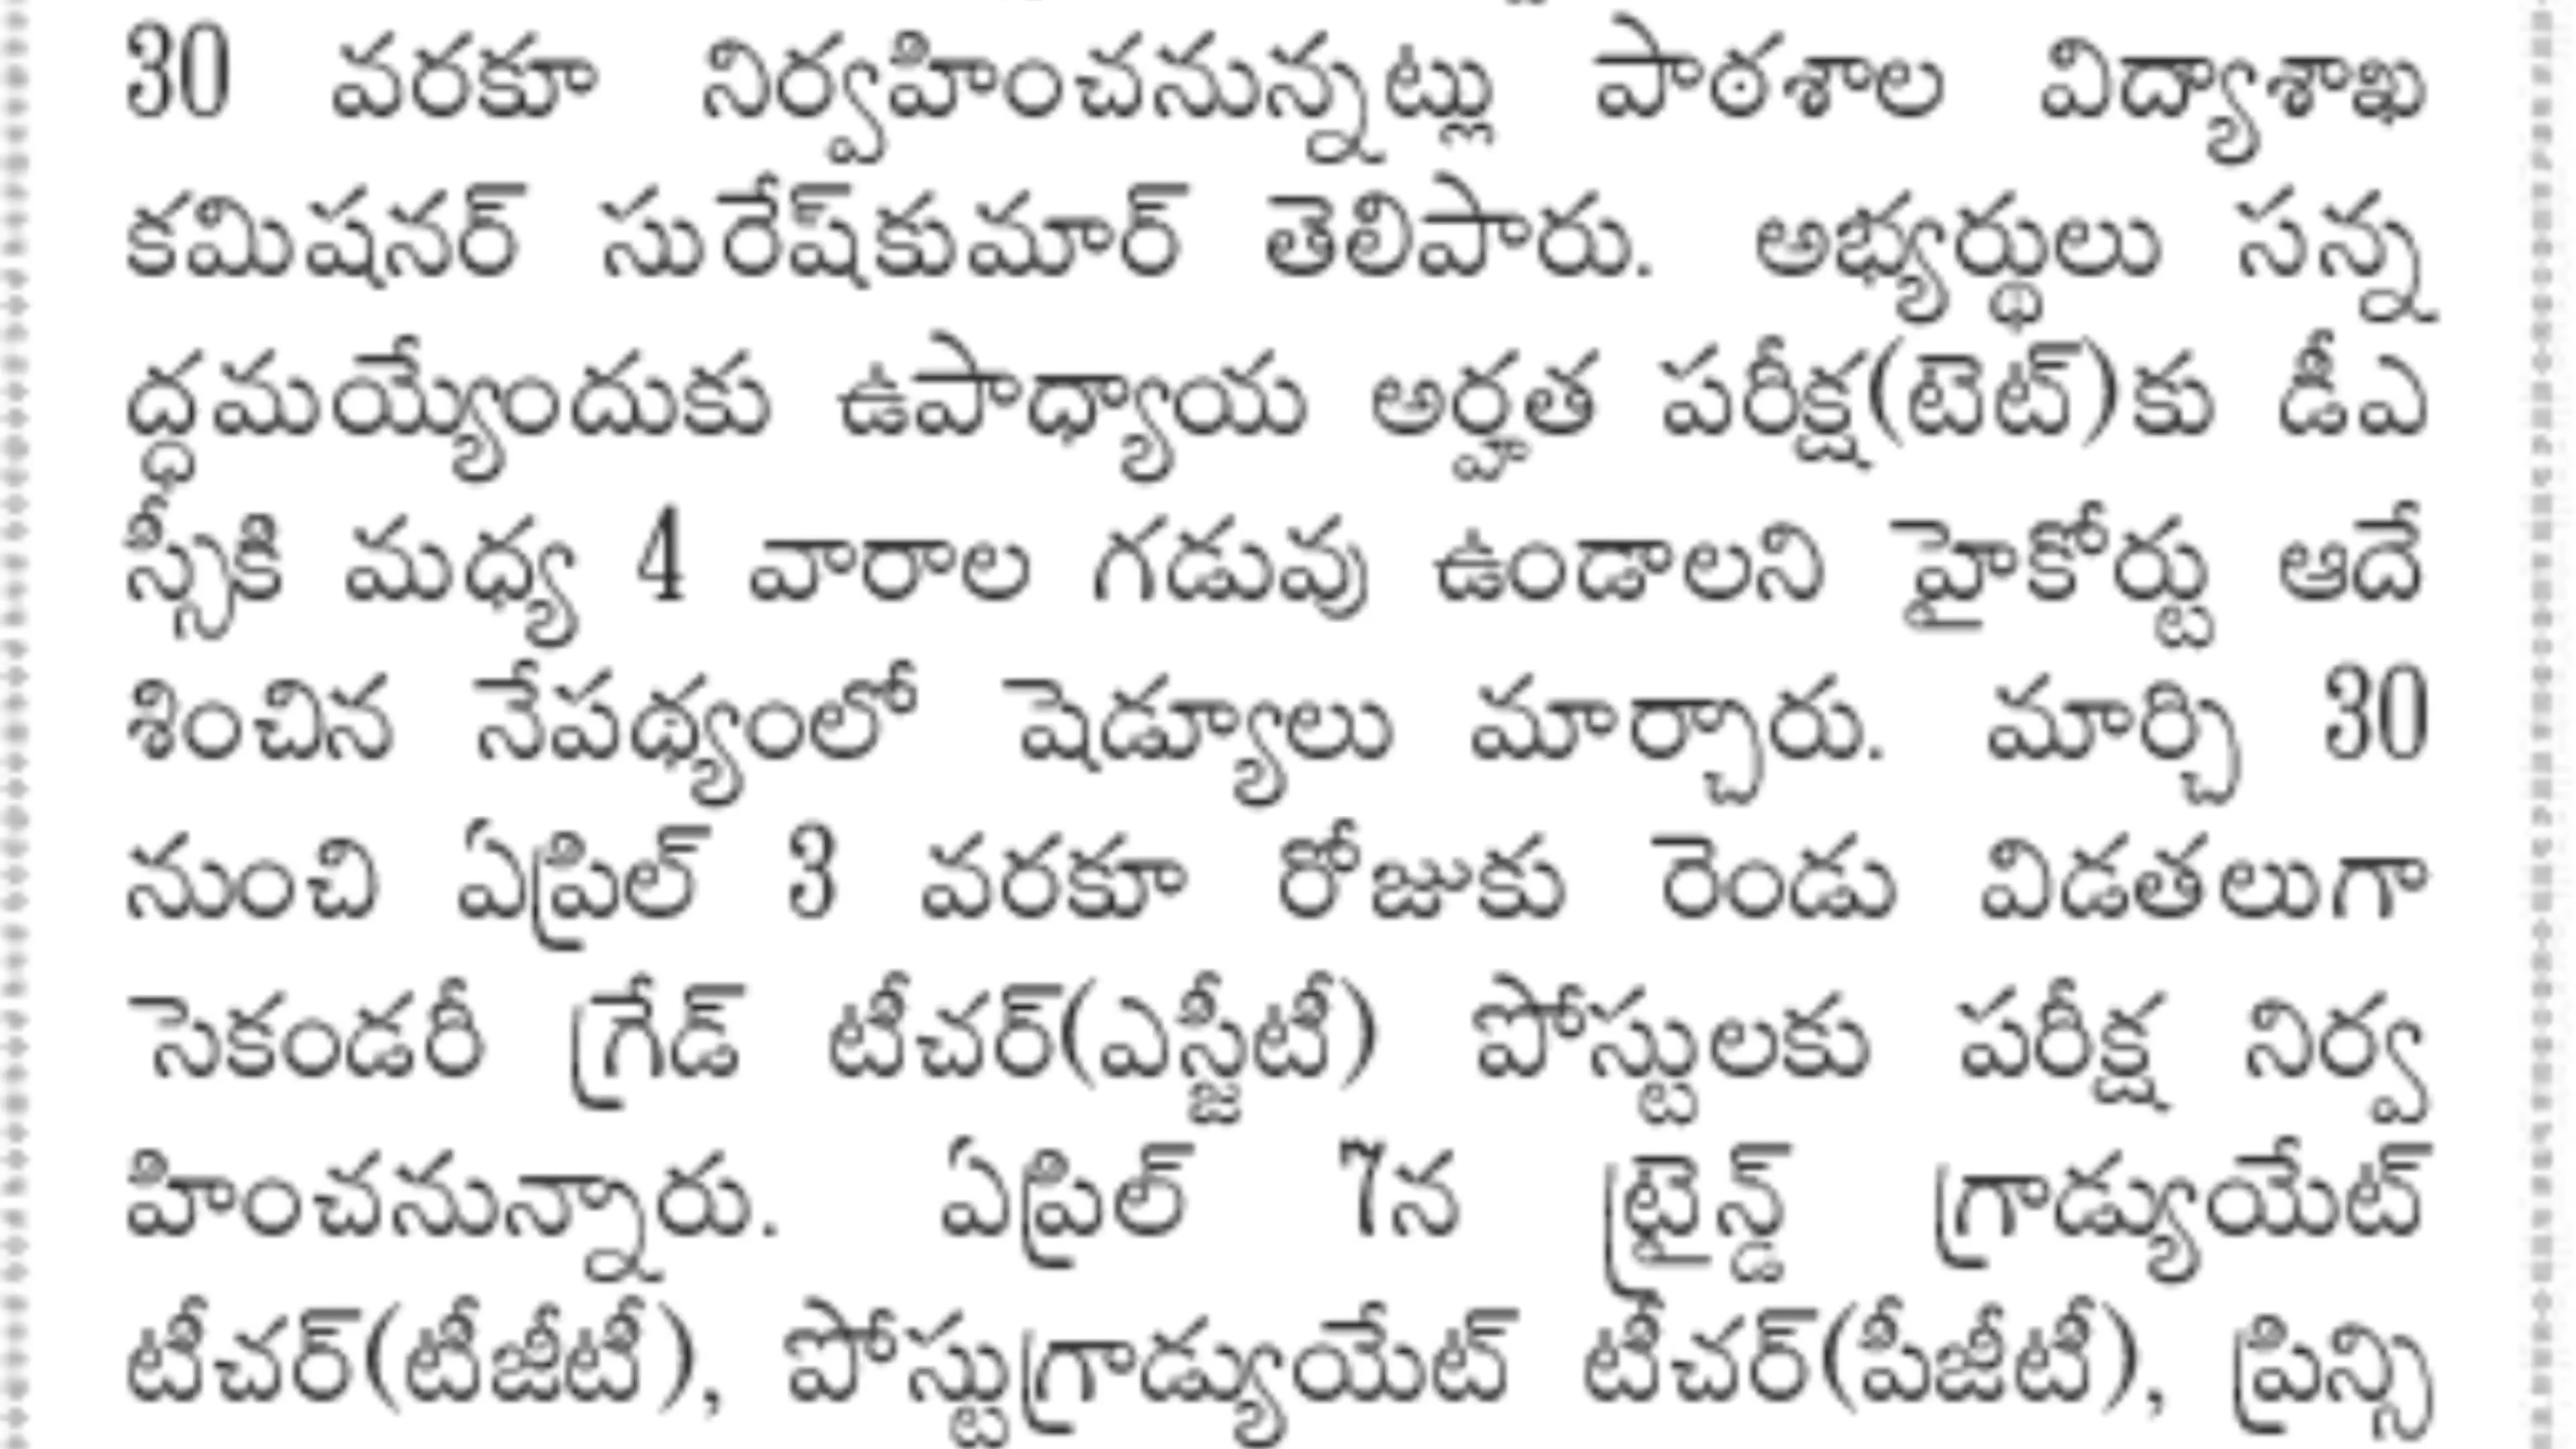 30 వరకూ నిర్వహించనున్నట్లు పాఠశాల విద్యాశాఖ
కమిషనర్ సురేష్‌కుమార్ తెలిపారు. అభ్యర్థులు సన్న
ద్ధమయ్యేందుకు ఉపాధ్యాయ అర్హత పరీక్ష(టెట్)కు డీఎ
స్సీకి మధ్య 4 వారాల గడువు ఉండాలని హైకోర్టు ఆదే
శించిన నేపథ్యంలో షెడ్యూలు మార్చారు. మార్చి 30
నుంచి ఏప్రిల్ 3 వరకూ రోజుకు రెండు విడతలుగా
సెకండరీ గ్రేడ్ టీచర్(ఎస్జీటీ) పోస్టులకు పరీక్ష నిర్వ
హించనున్నారు. ఏప్రిల్ 7న ట్రైన్డ్ గ్రాడ్యుయేట్
టీచర్(టీజీటీ), పోస్టుగ్రాడ్యుయేట్ టీచర్(పీజీటీ), ప్రిన్సి